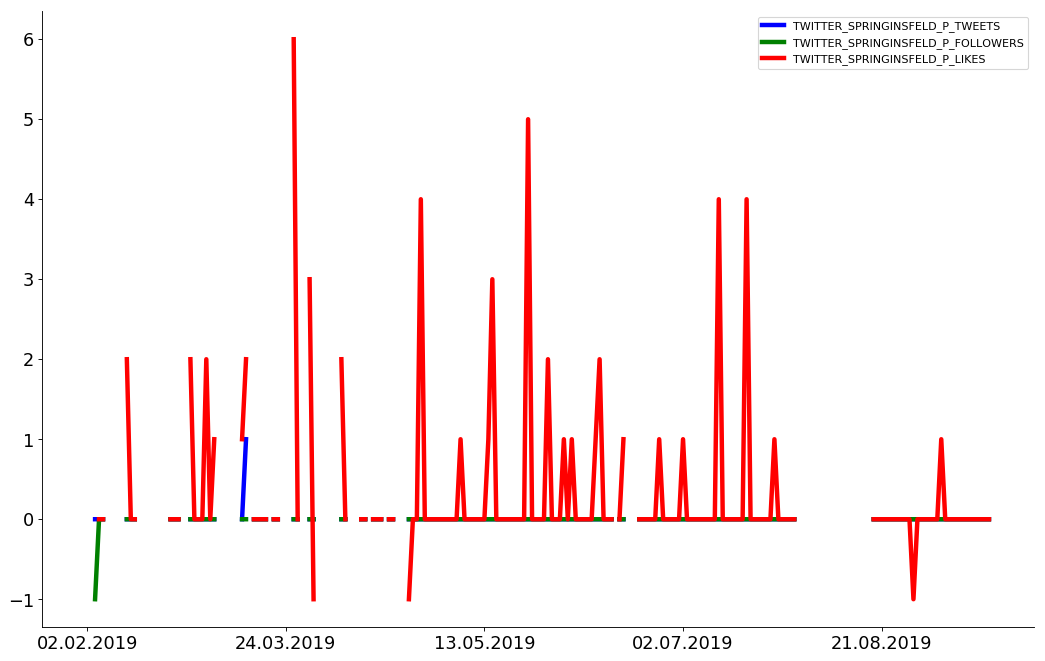 TWITTER_SPRINGINSFELD_P_TWEETS
TWITTER_SPRINGINSFELD_P_FOLLOWERS
TWITTER_SPRINGINSFELD_P_LIKES
6
5
4
3
2
1
0
−1
02.02.2019 24.03.2019 13.05.2019 02.07.2019 21.08.2019